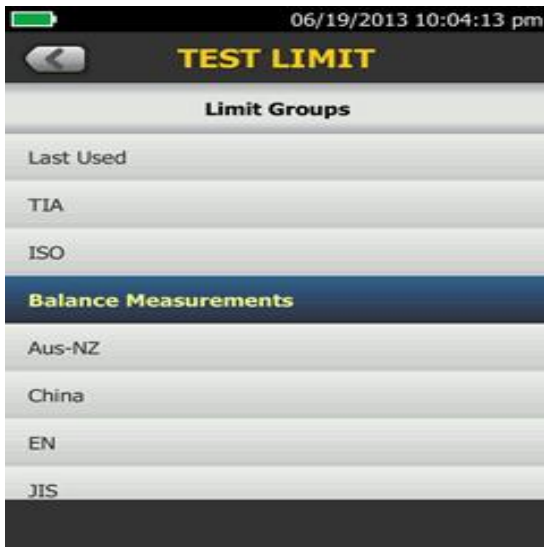 06/19/2013 10:04:13 pm
TEST LIMIT
Limit Groups
Last Used
TIA
ISO
Balance Measurements
Aus-NZ
China
EN
JIS